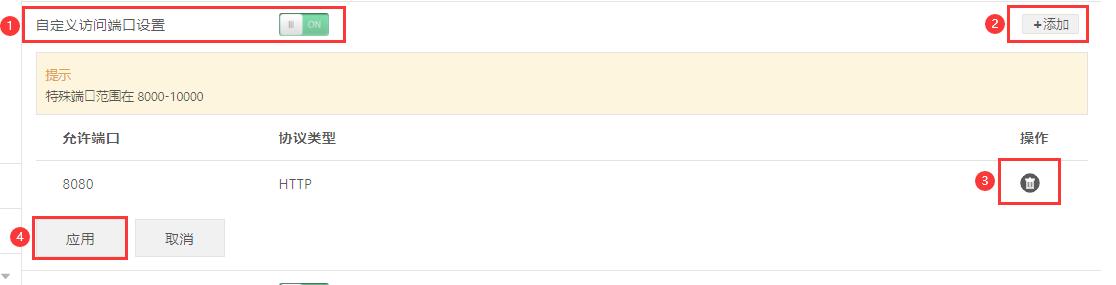 1 自定义访问端口设置 ON 2 +添加
提示
特殊端口范围在 8000-10000
允许端口 协议类型 操作
8080 HTTP 3
4 应用 取消